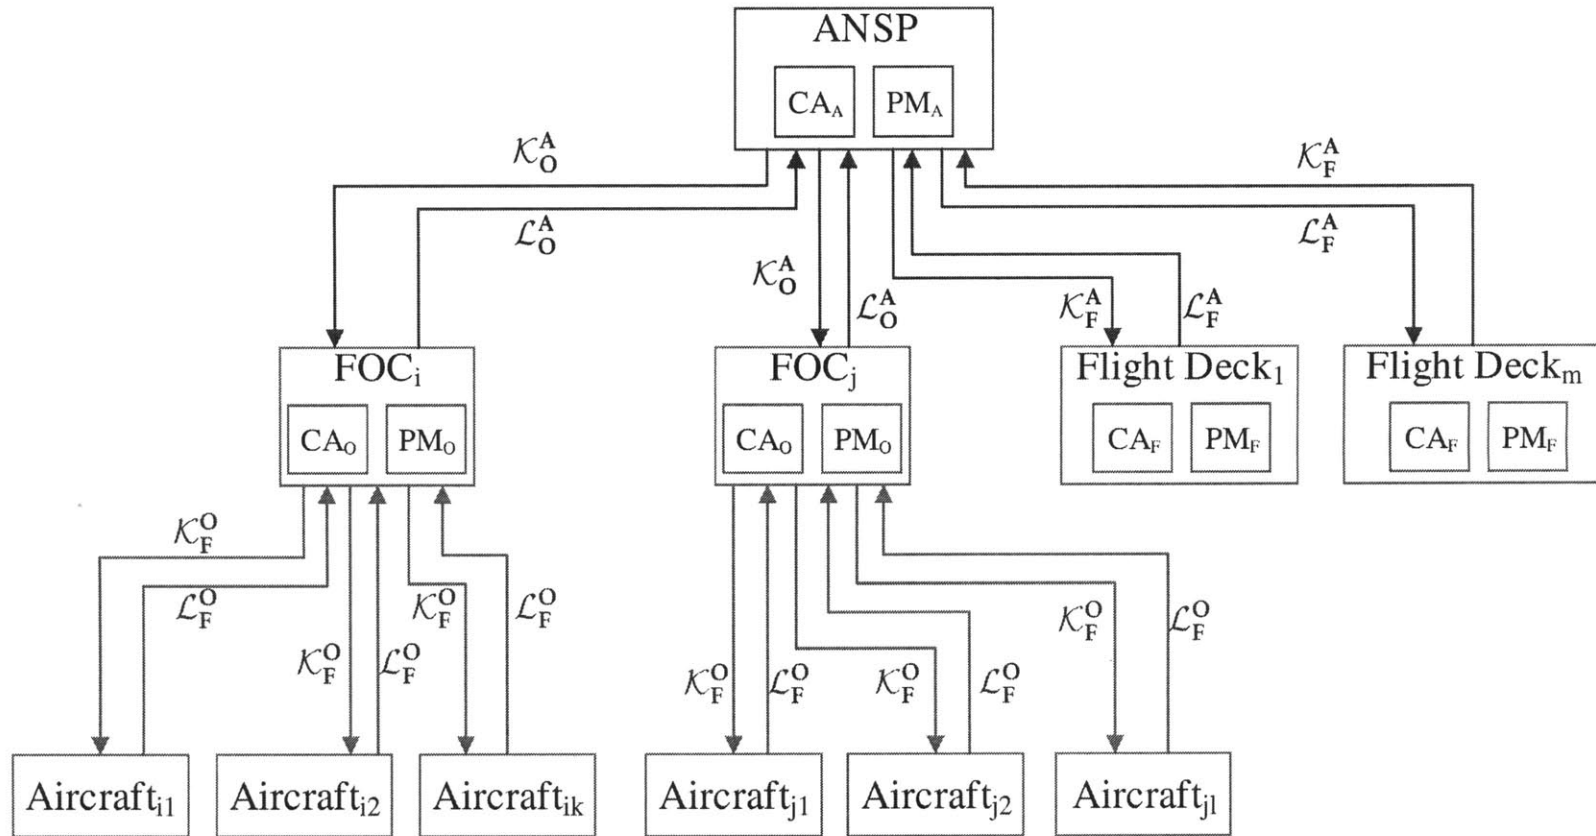 ANSP
CA_A PM_A
𝒦_O^A
𝒦_F^A
ℒ_O^A
ℒ_F^A
𝒦_O^A
ℒ_O^A
𝒦_F^A
ℒ_F^A
FOC_i
FOC_j
Flight Deck_1
Flight Deck_m
CA_O PM_O
CA_O PM_O
CA_F PM_F
CA_F PM_F
𝒦_F^O
ℒ_F^O
𝒦_F^O
ℒ_F^O
𝒦_F^O
ℒ_F^O
𝒦_F^O
ℒ_F^O
𝒦_F^O
ℒ_F^O
𝒦_F^O
ℒ_F^O
Aircraft_i1
Aircraft_i2
Aircraft_ik
Aircraft_j1
Aircraft_j2
Aircraft_jl